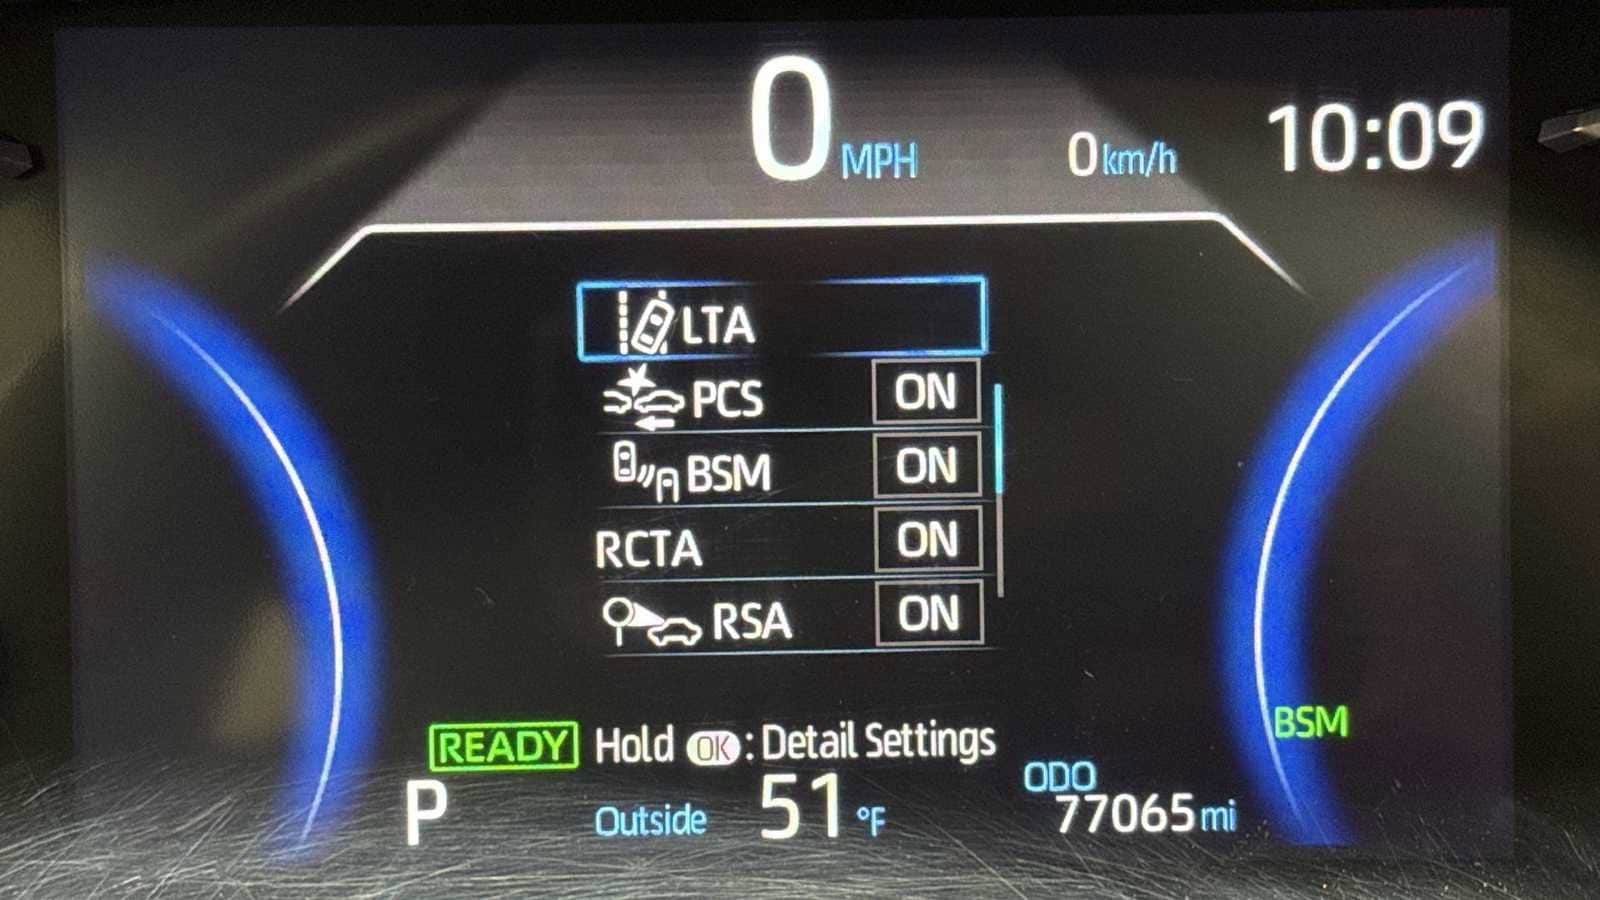 0 MPH
0 km/h
10:09
LTA
PCS ON
BSM ON
RCTA ON
RSA ON
READY Hold OK : Detail Settings
BSM
P
Outside 51 °F
ODO
77065 mi